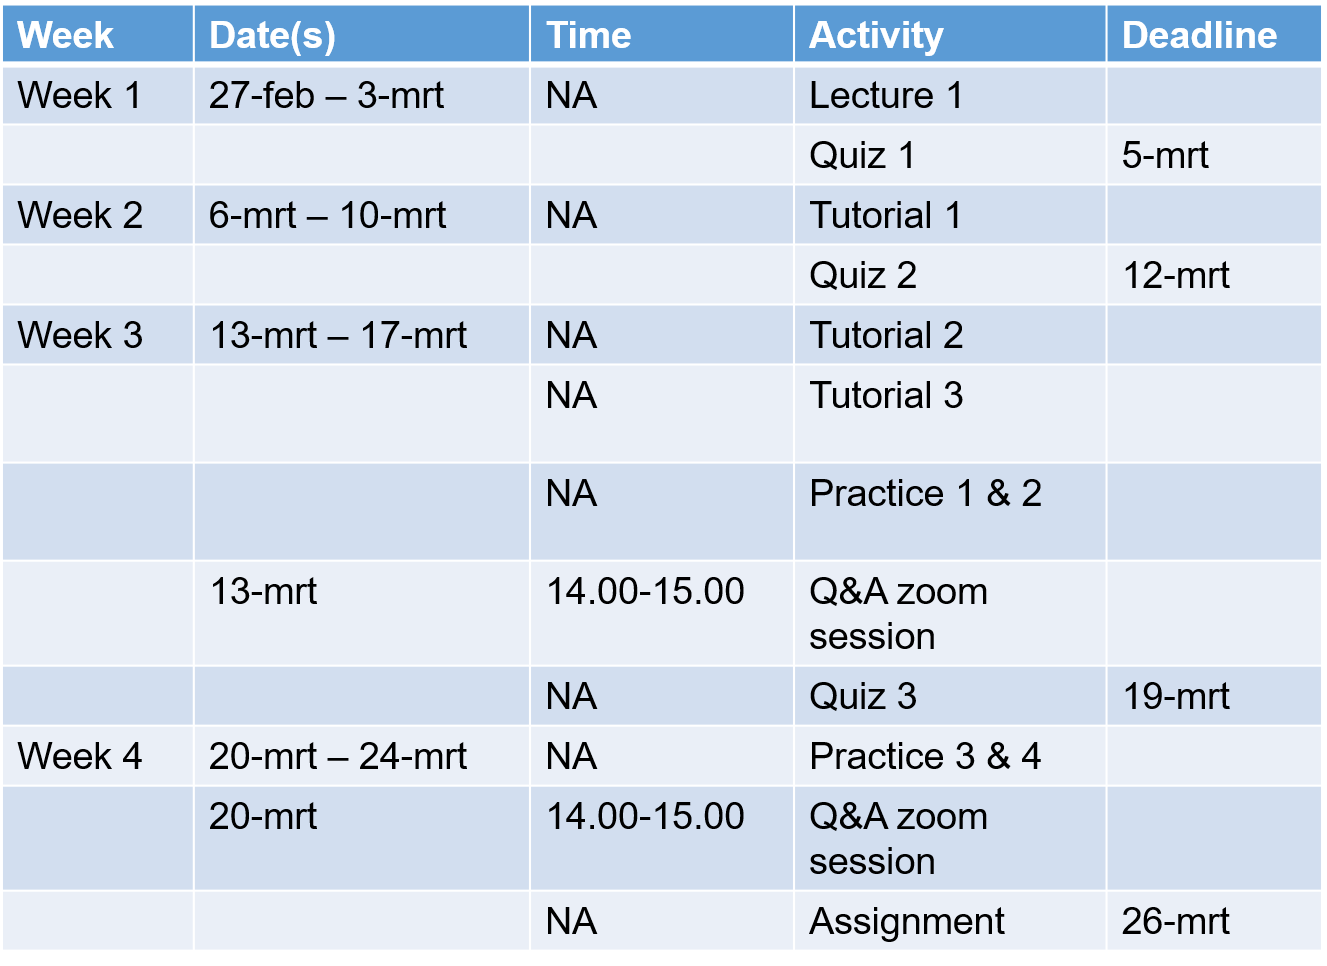 Week Date(s) Time Activity Deadline
Week 1 27-feb – 3-mrt NA Lecture 1
Quiz 1 5-mrt
Week 2 6-mrt – 10-mrt NA Tutorial 1
Quiz 2 12-mrt
Week 3 13-mrt – 17-mrt NA Tutorial 2
NA Tutorial 3
NA Practice 1 & 2
13-mrt 14.00-15.00 Q&A zoom
session
NA Quiz 3 19-mrt
Week 4 20-mrt – 24-mrt NA Practice 3 & 4
20-mrt 14.00-15.00 Q&A zoom
session
NA Assignment 26-mrt